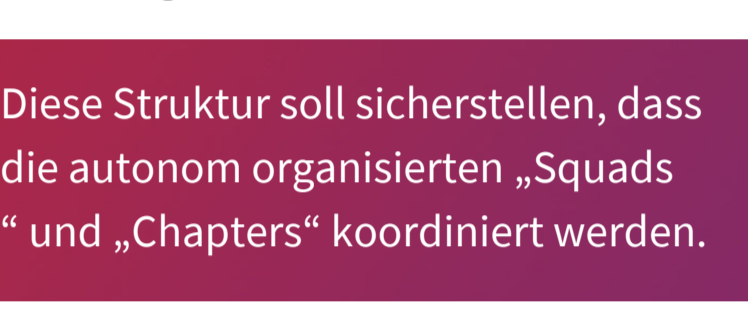 Diese Struktur soll sicherstellen, dass
die autonom organisierten „Squads
“ und „Chapters“ koordiniert werden.